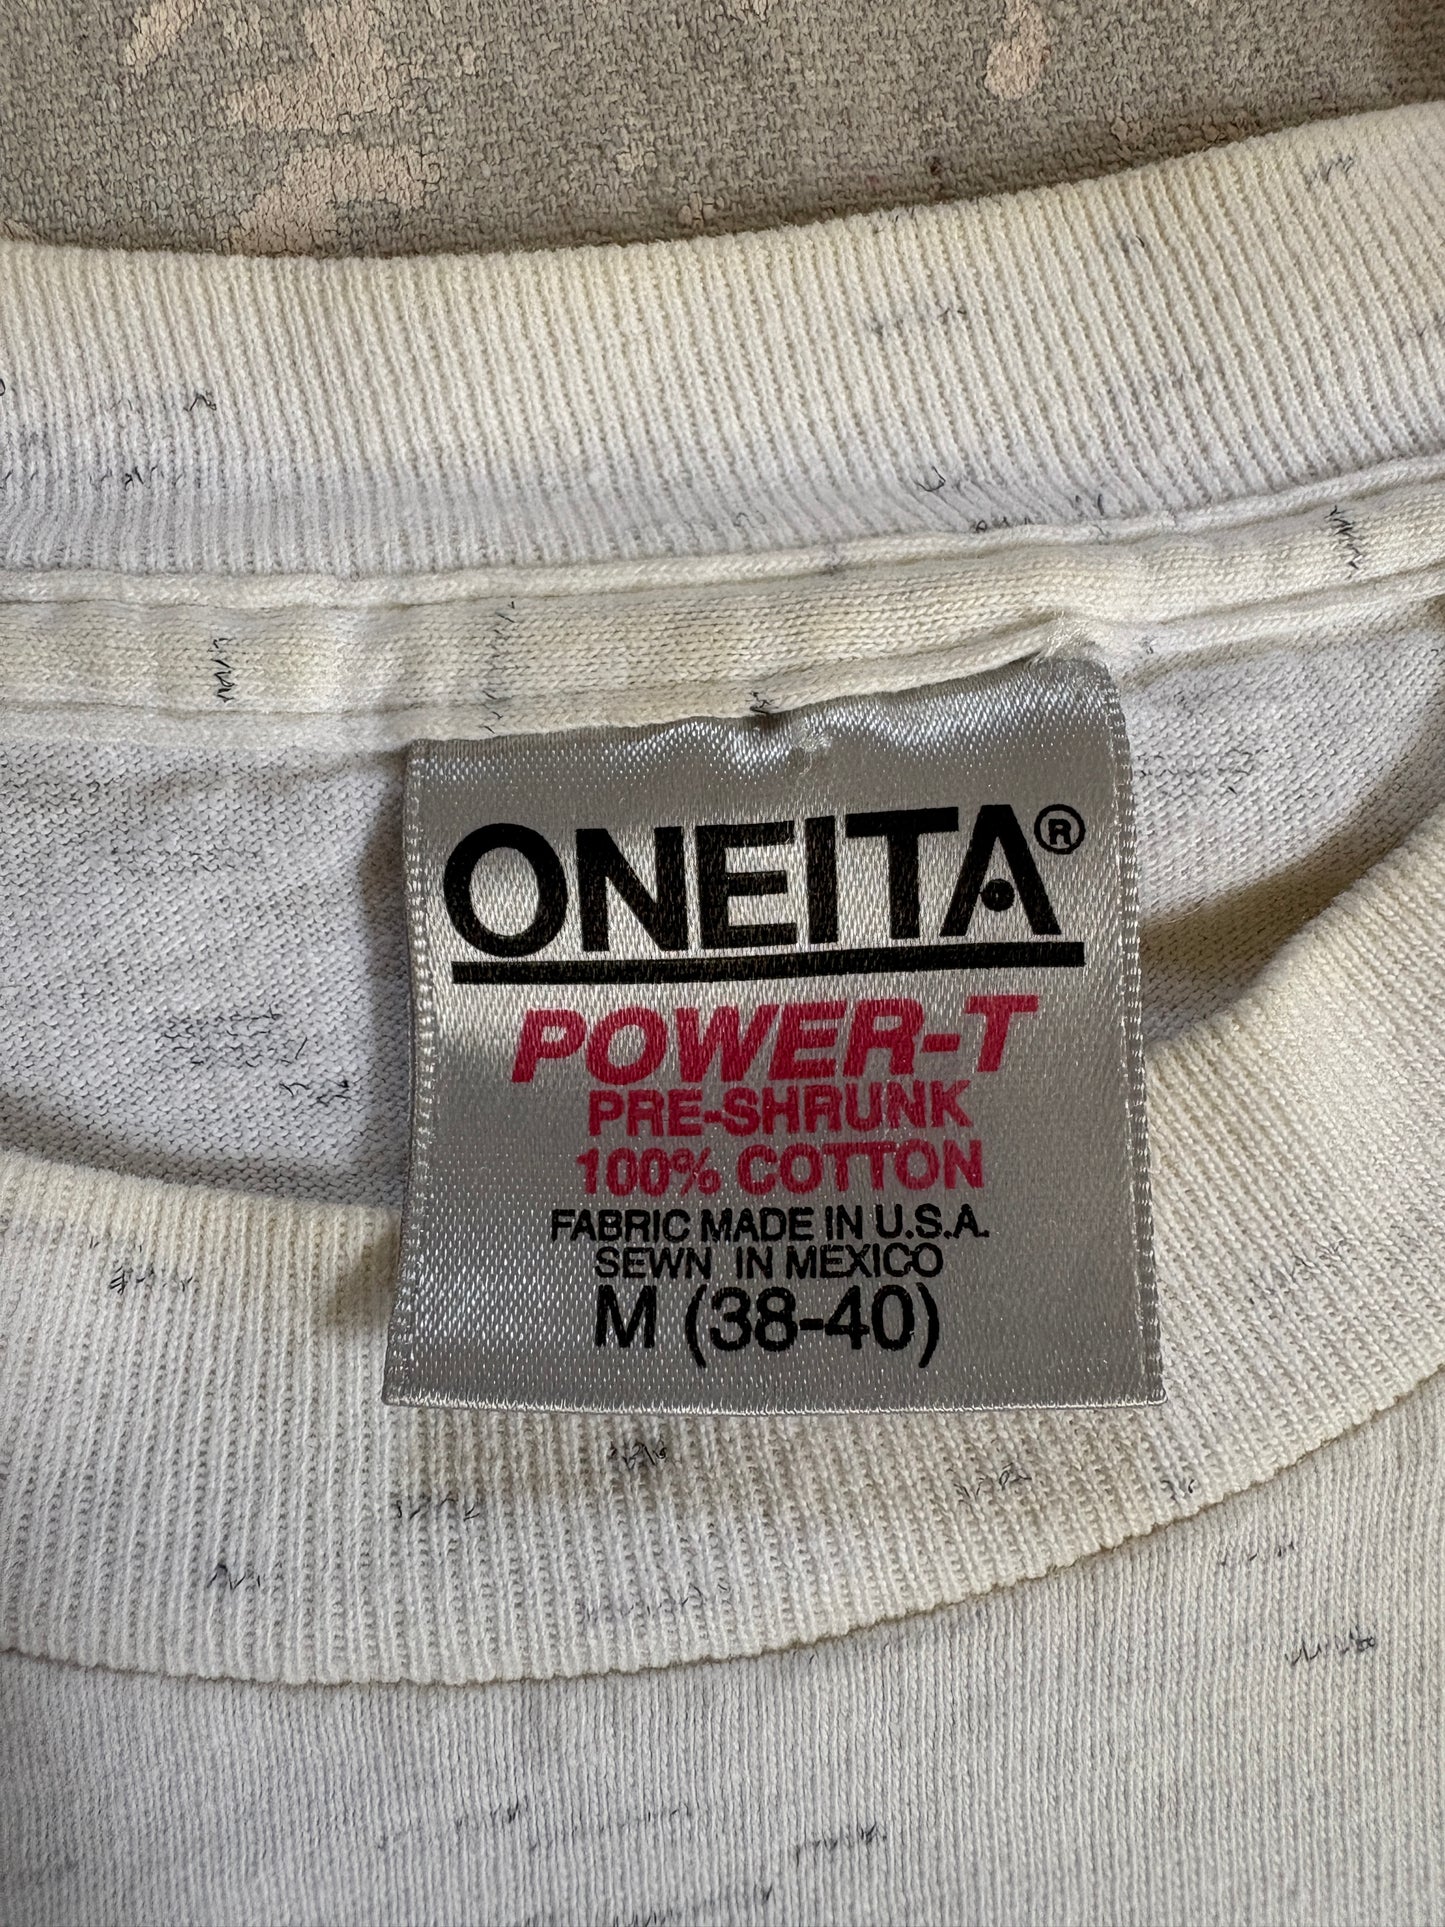 ONEITA®
POWER-T
PRE-SHRUNK
100% COTTON
FABRIC MADE IN U.S.A.
SEWN IN MEXICO
M (38-40)